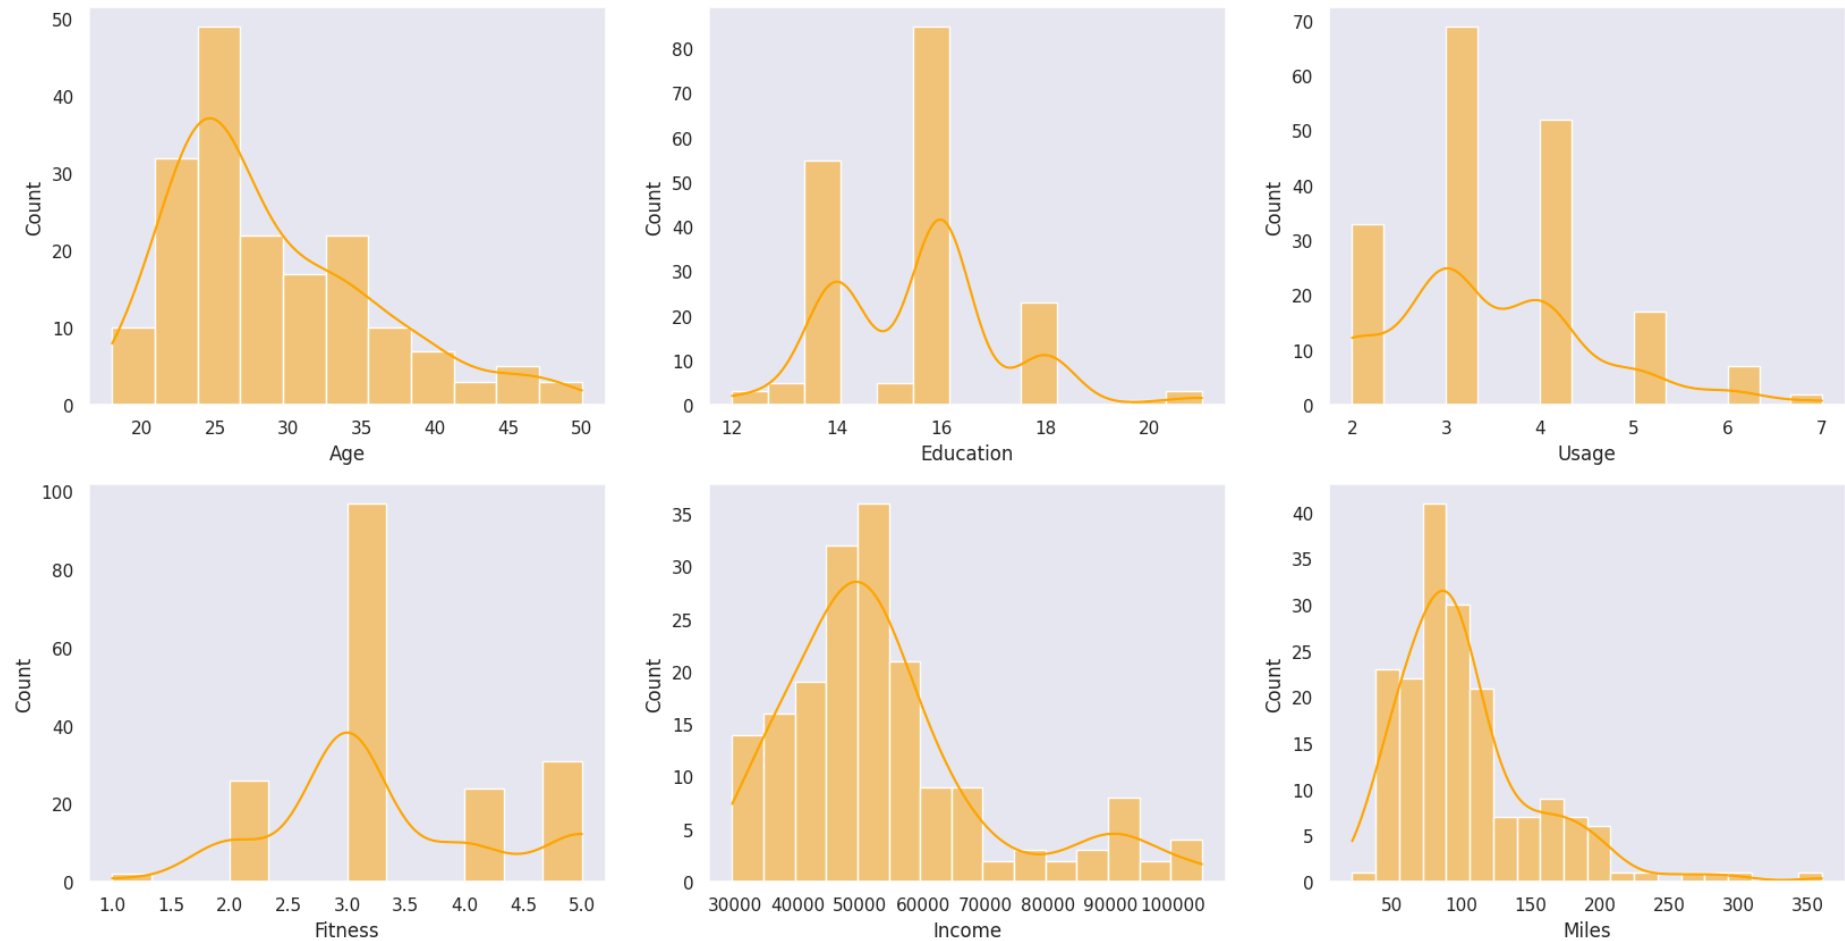 50
40
30
20
10
0
Count
20 25 30 35 40 45 50
Age
80
70
60
50
40
30
20
10
0
Count
12 14 16 18 20
Education
70
60
50
40
30
20
10
0
Count
2 3 4 5 6 7
Usage
100
80
60
40
20
0
Count
1.0 1.5 2.0 2.5 3.0 3.5 4.0 4.5 5.0
Fitness
35
30
25
20
15
10
5
0
Count
30000 40000 50000 60000 70000 80000 90000 100000
Income
40
35
30
25
20
15
10
5
0
Count
50 100 150 200 250 300 350
Miles